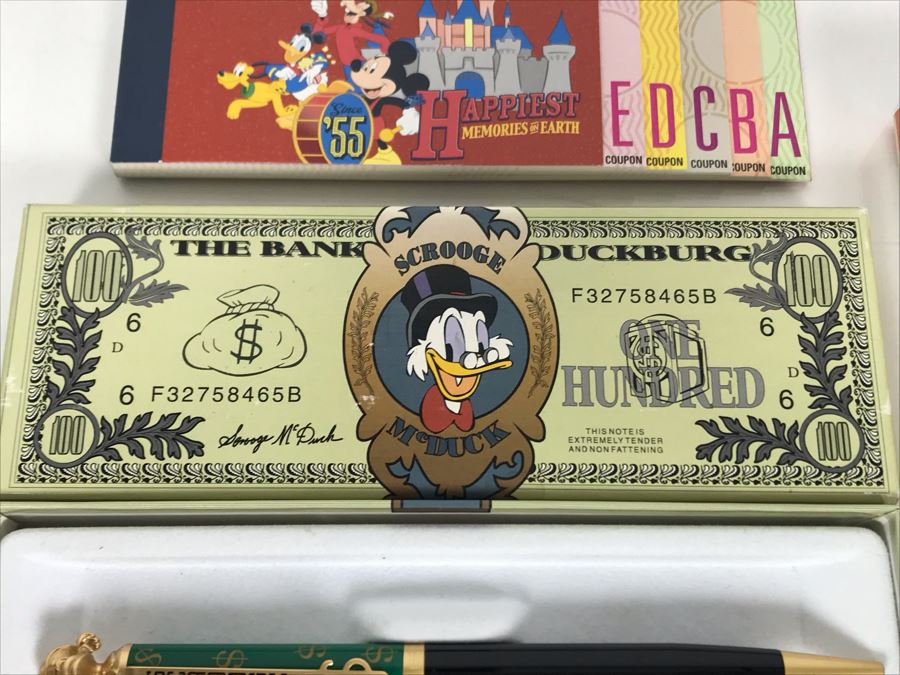 Since
'55
HAPPIEST
MEMORIES ON EARTH
E D C B A
COUPON COUPON COUPON COUPON COUPON
THE BANK DUCKBURG
SCROOGE
McDUCK
100 100
F32758465B
6 6
D D
6 F32758465B 6
ONE
HUNDRED
100 100
Scrooge McDuck
THIS NOTE IS
EXTREMELY TENDER
AND NON FATTENING
$
$
$ $ $ $